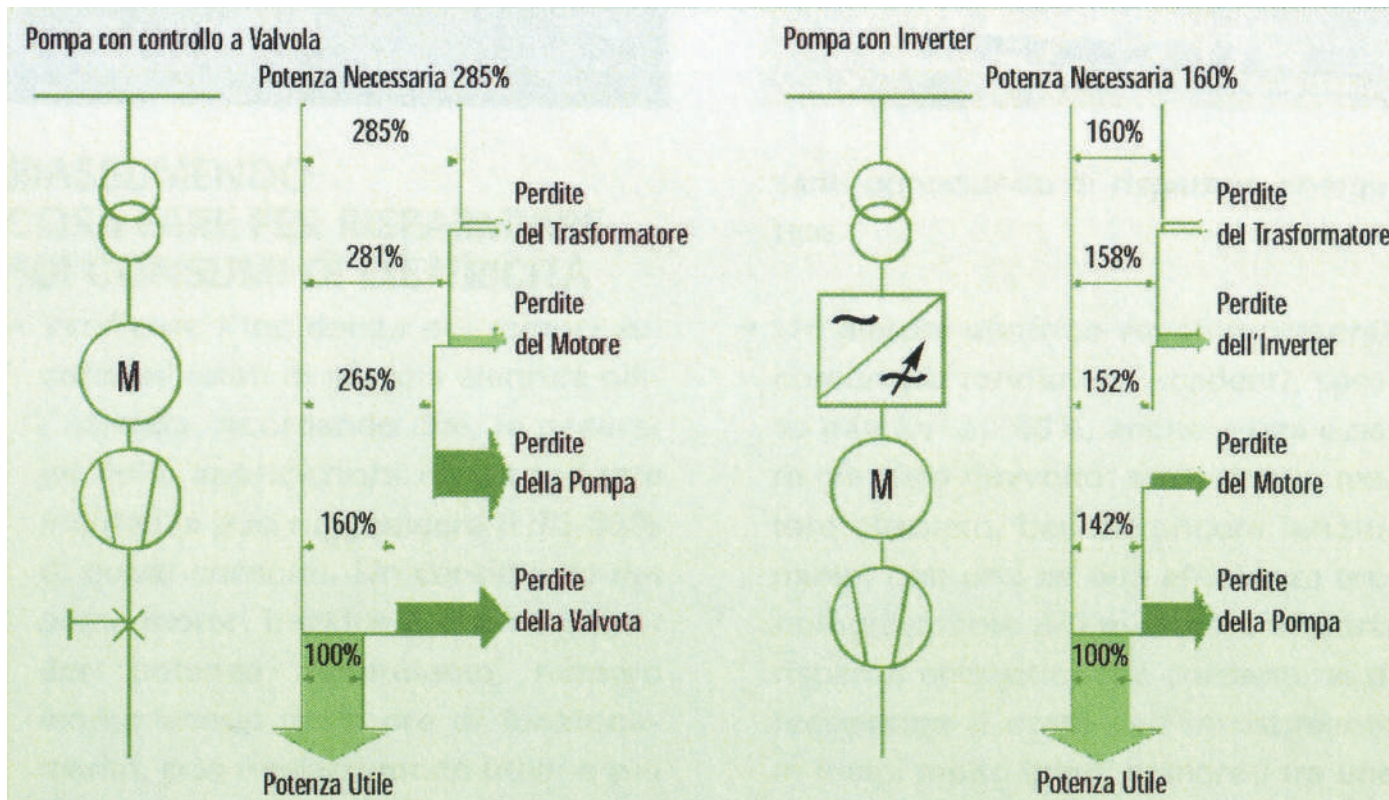 Pompa con controllo a Valvola
Potenza Necessaria 285%
285%
Perdite
del Trasformatore
281%
Perdite
del Motore
M
265%
Perdite
della Pompa
160%
Perdite
della Valvota
100%
Potenza Utile
Pompa con Inverter
Potenza Necessaria 160%
160%
Perdite
del Trasformatore
158%
Perdite
dell'Inverter
152%
Perdite
del Motore
M
142%
Perdite
della Pompa
100%
Potenza Utile